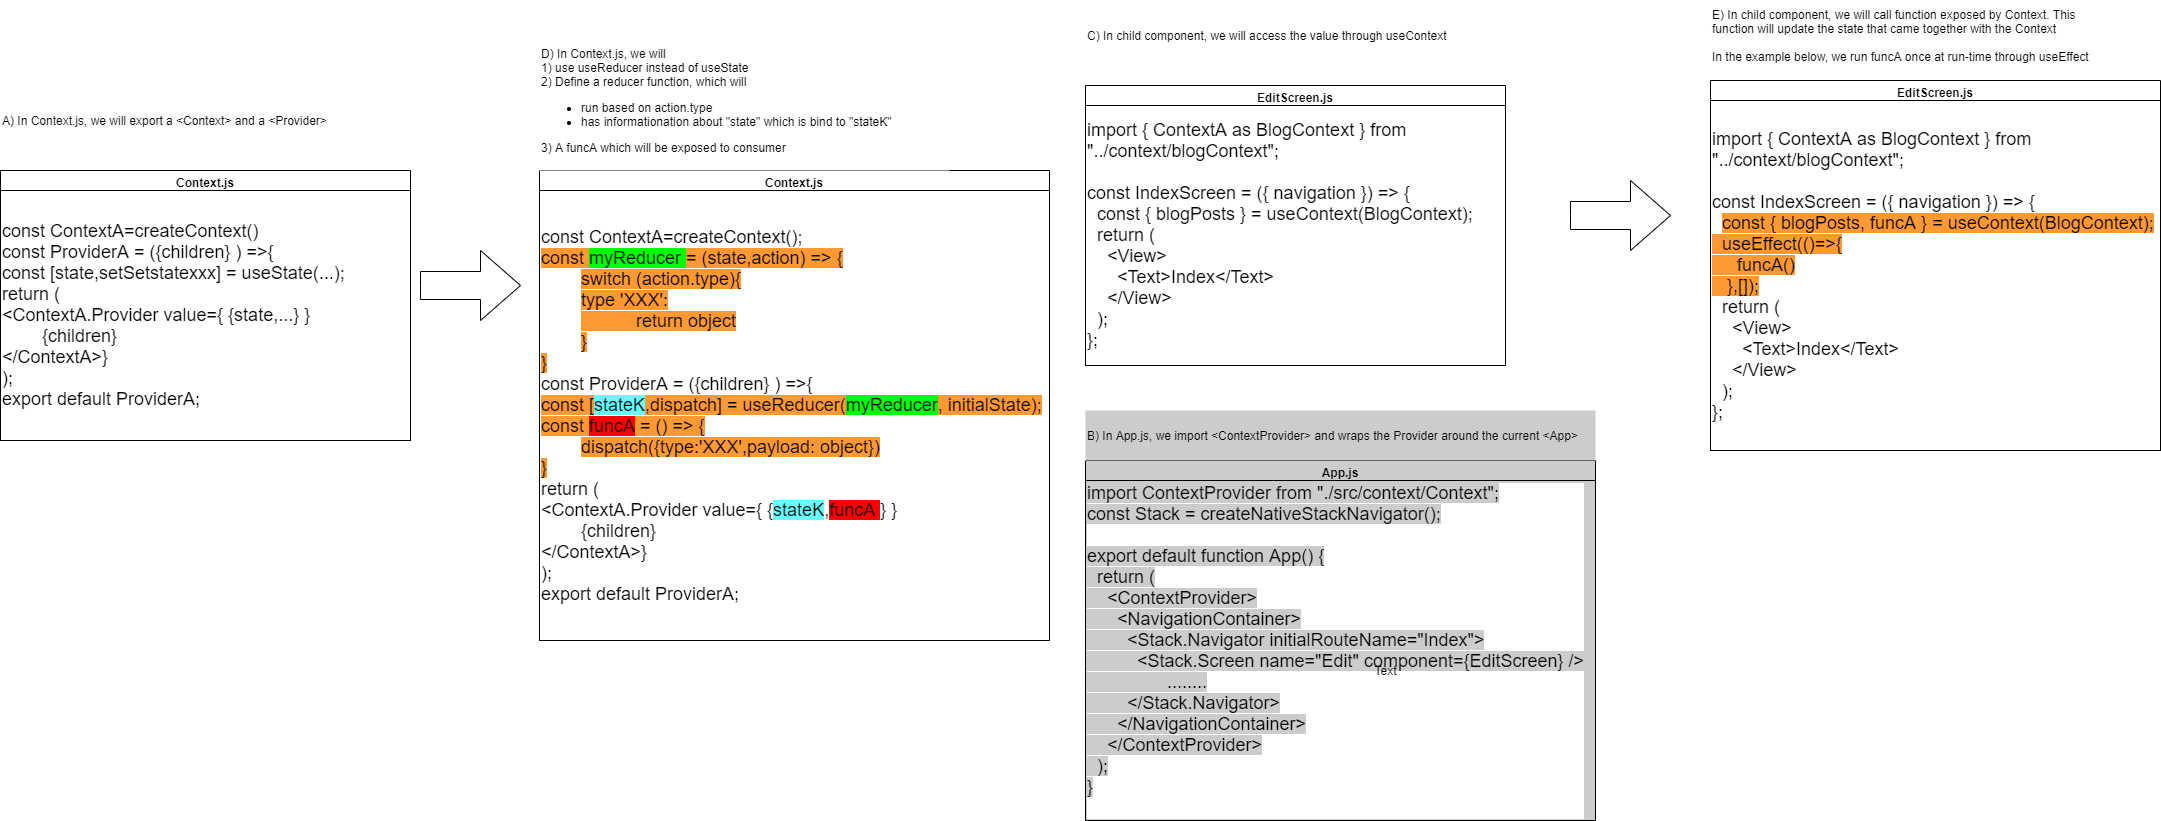 A) In Context.js, we will export a <Context> and a <Provider>
Context.js
const ContextA=createContext()
const ProviderA = ({children} ) =>{
const [state,setSetstatexxx] = useState(...);
return (
<ContextA.Provider value={ {state,...} }
{children}
</ContextA>}
);
export default ProviderA;
D) In Context.js, we will
1) use useReducer instead of useState
2) Define a reducer function, which will
• run based on action.type
• has informationation about "state" which is bind to "stateK"
3) A funcA which will be exposed to consumer
Context.js
const ContextA=createContext();
const myReducer = (state,action) => {
switch (action.type){
type 'XXX':
return object
}
}
const ProviderA = ({children} ) =>{
const [stateK,dispatch] = useReducer(myReducer, initialState);
const funcA = () => {
dispatch({type:'XXX',payload: object})
}
return (
<ContextA.Provider value={ {stateK,funcA } }
{children}
</ContextA>}
);
export default ProviderA;
C) In child component, we will access the value through useContext
EditScreen.js
import { ContextA as BlogContext } from
"../context/blogContext";
const IndexScreen = ({ navigation }) => {
const { blogPosts } = useContext(BlogContext);
return (
<View>
<Text>Index</Text>
</View>
);
};
B) In App.js, we import <ContextProvider> and wraps the Provider around the current <App>
App.js
import ContextProvider from "./src/context/Context";
const Stack = createNativeStackNavigator();
export default function App() {
return (
<ContextProvider>
<NavigationContainer>
<Stack.Navigator initialRouteName="Index">
<Stack.Screen name="Edit" component={EditScreen} />
Text
........
</Stack.Navigator>
</NavigationContainer>
</ContextProvider>
);
}
E) In child component, we will call function exposed by Context. This
function will update the state that came together with the Context
In the example below, we run funcA once at run-time through useEffect
EditScreen.js
import { ContextA as BlogContext } from
"../context/blogContext";
const IndexScreen = ({ navigation }) => {
const { blogPosts, funcA } = useContext(BlogContext);
useEffect(()=>{
funcA()
},[]);
return (
<View>
<Text>Index</Text>
</View>
);
};